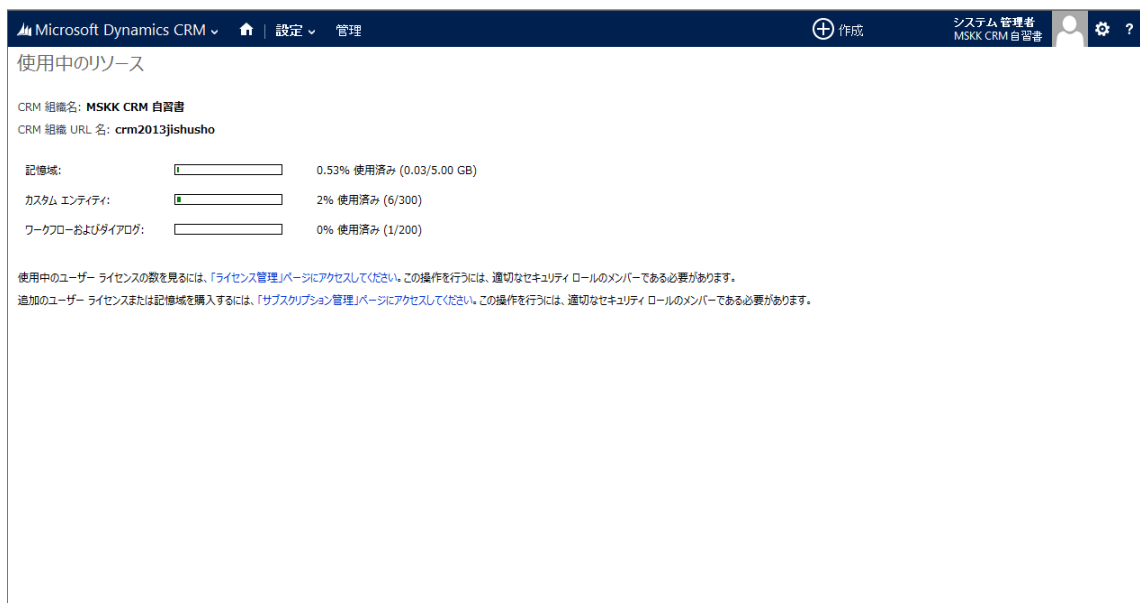 Microsoft Dynamics CRM | 設定 管理 作成 システム 管理者 ?
MSKK CRM 自習書
使用中のリソース
CRM 組織名: MSKK CRM 自習書
CRM 組織 URL 名: crm2013jishusho
記憶域: 0.53% 使用済み (0.03/5.00 GB)
カスタム エンティティ: 2% 使用済み (6/300)
ワークフローおよびダイアログ: 0% 使用済み (1/200)
使用中のユーザー ライセンスの数を見るには、「ライセンス管理」ページにアクセスしてください。この操作を行うには、適切なセキュリティ ロールのメンバーである必要があります。
追加のユーザー ライセンスまたは記憶域を購入するには、「サブスクリプション管理」ページにアクセスしてください。この操作を行うには、適切なセキュリティ ロールのメンバーである必要があります。